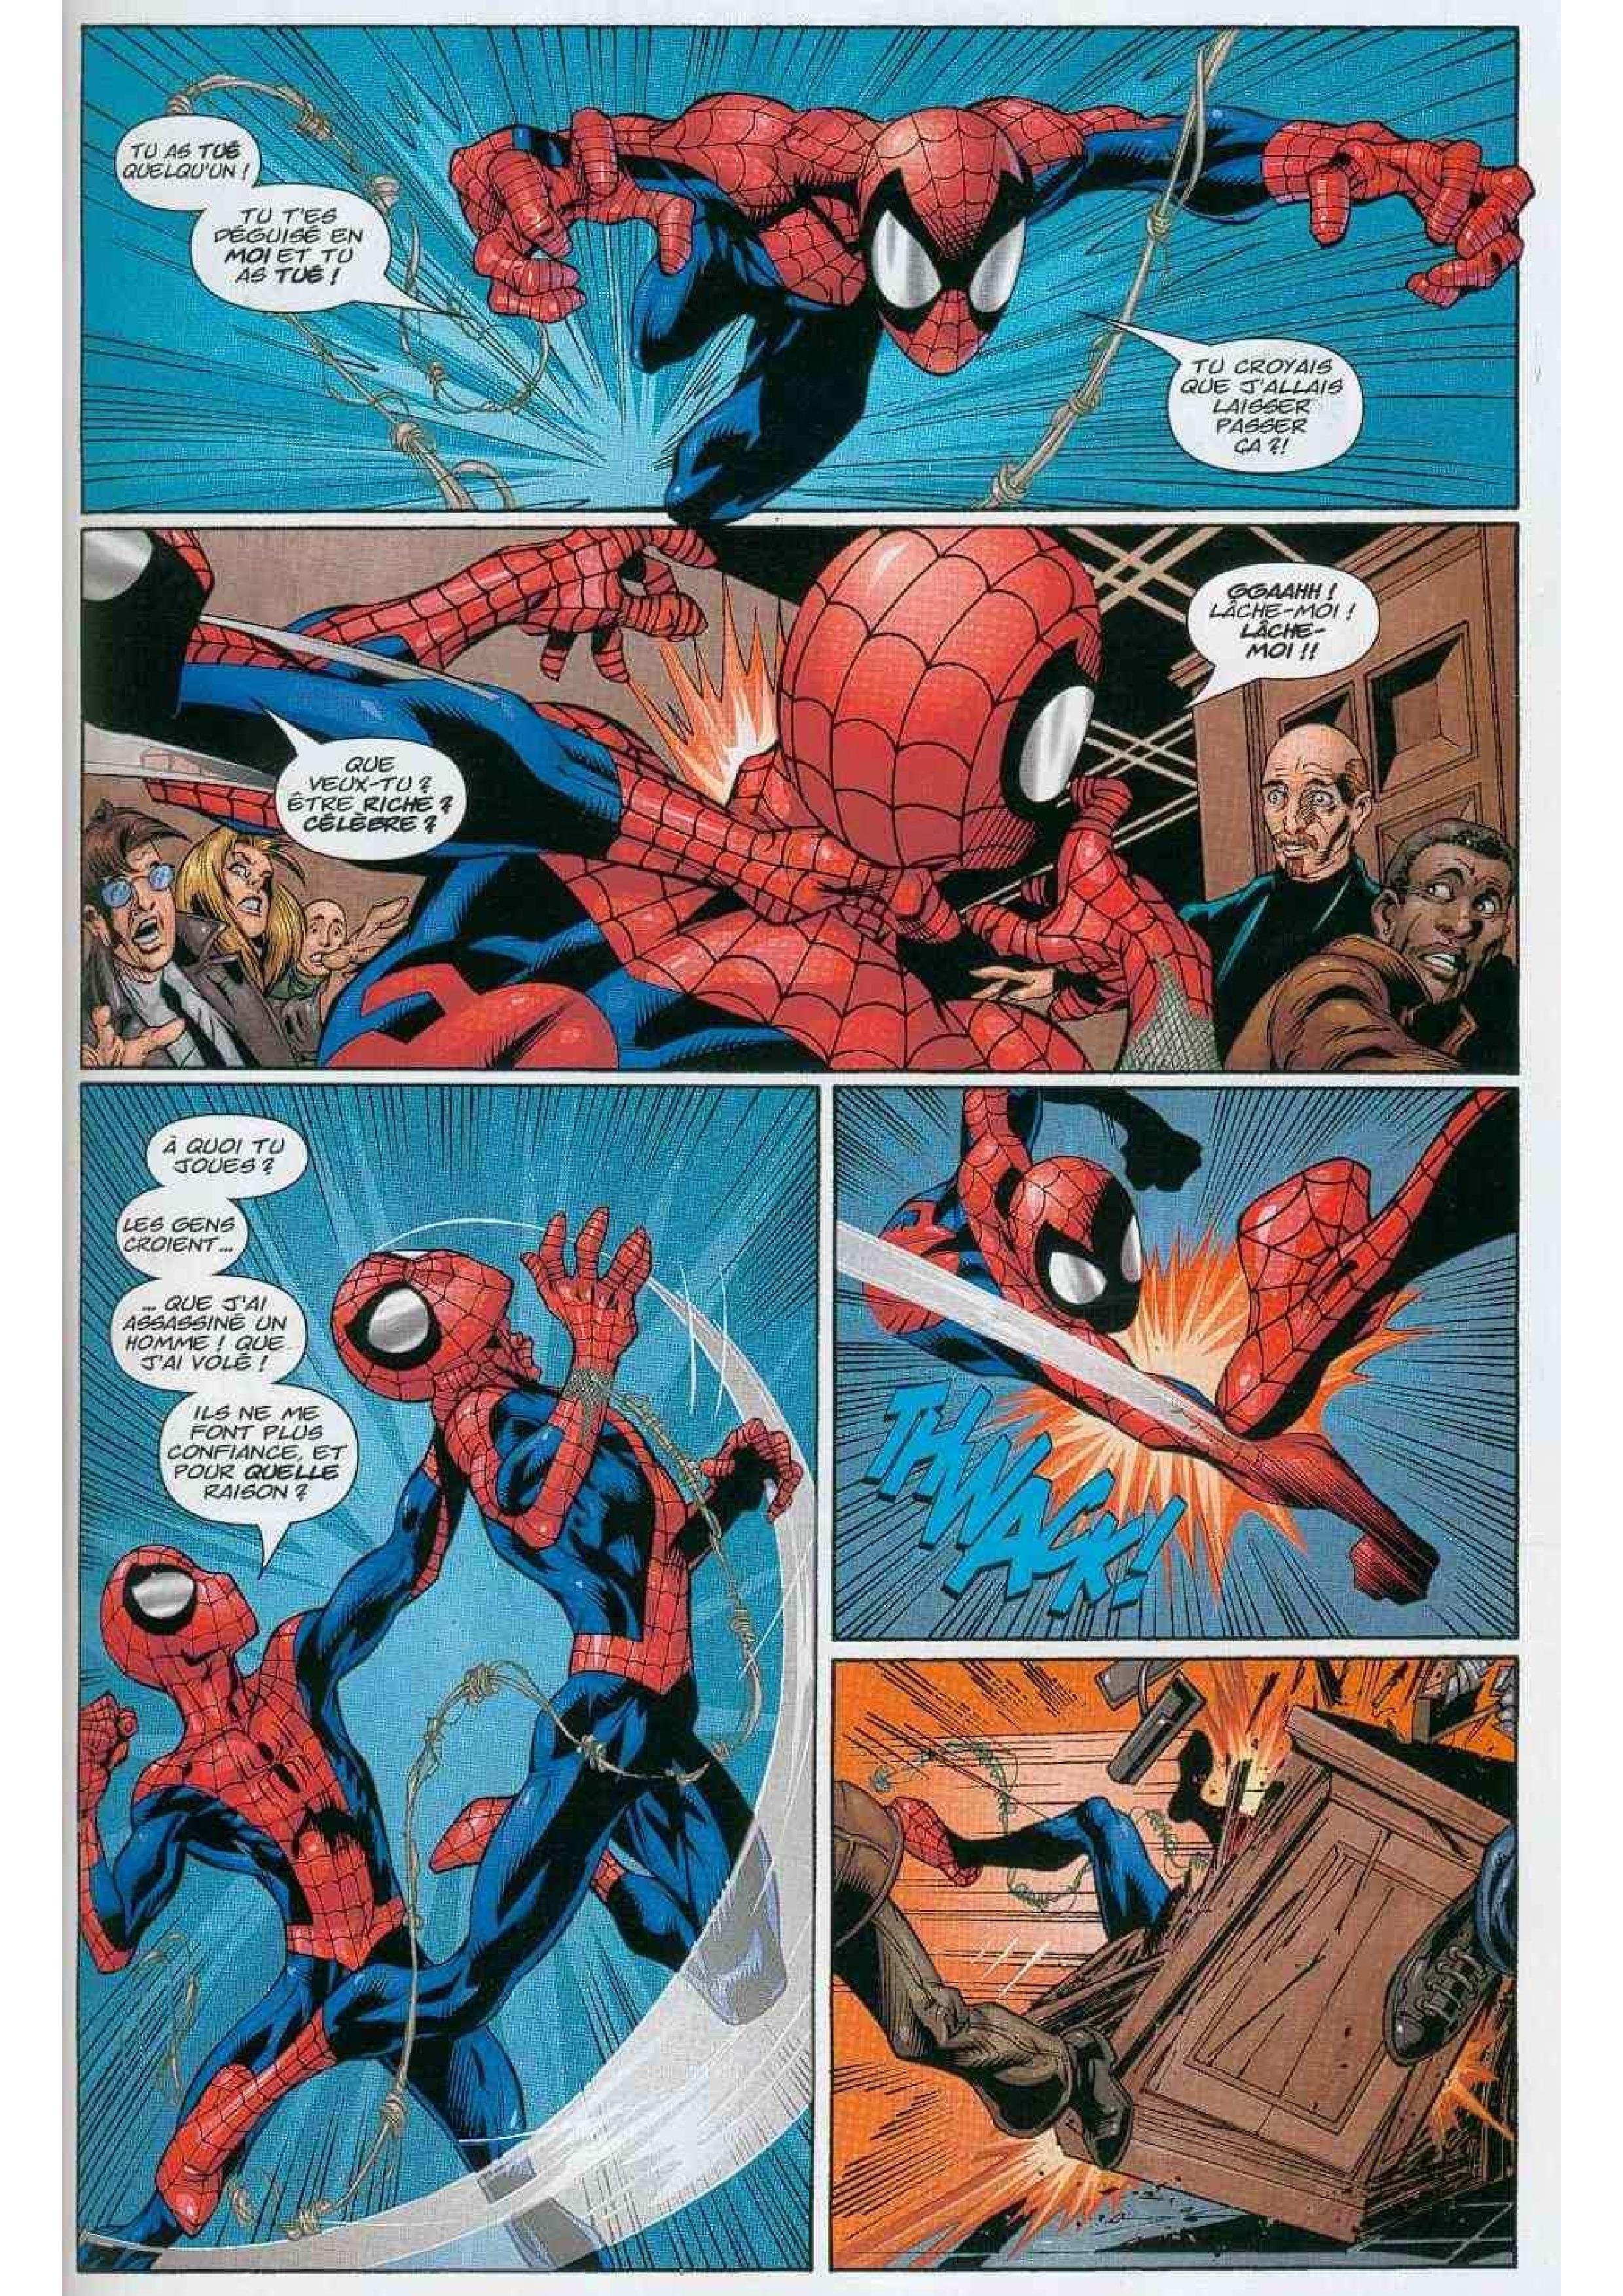 TU AS TUÉ
QUELQU'UN !
TU T'ES
DÉGUISÉ EN
MOI ET TU
AS TUÉ !
TU CROYAIS
QUE J'ALLAIS
LAISSER
PASSER
ÇA ?!
GGAAHH !
LÂCHE-MOI !
LÂCHE-
MOI !!
QUE
VEUX-TU ?
ÊTRE RICHE ?
CÉLÈBRE ?
À QUOI TU
JOUES ?
LES GENS
CROIENT...
... QUE J'AI
ASSASSINÉ UN
HOMME ! QUE
J'AI VOLÉ !
ILS NE ME
FONT PLUS
CONFIANCE, ET
POUR QUELLE
RAISON ?
THWACK!